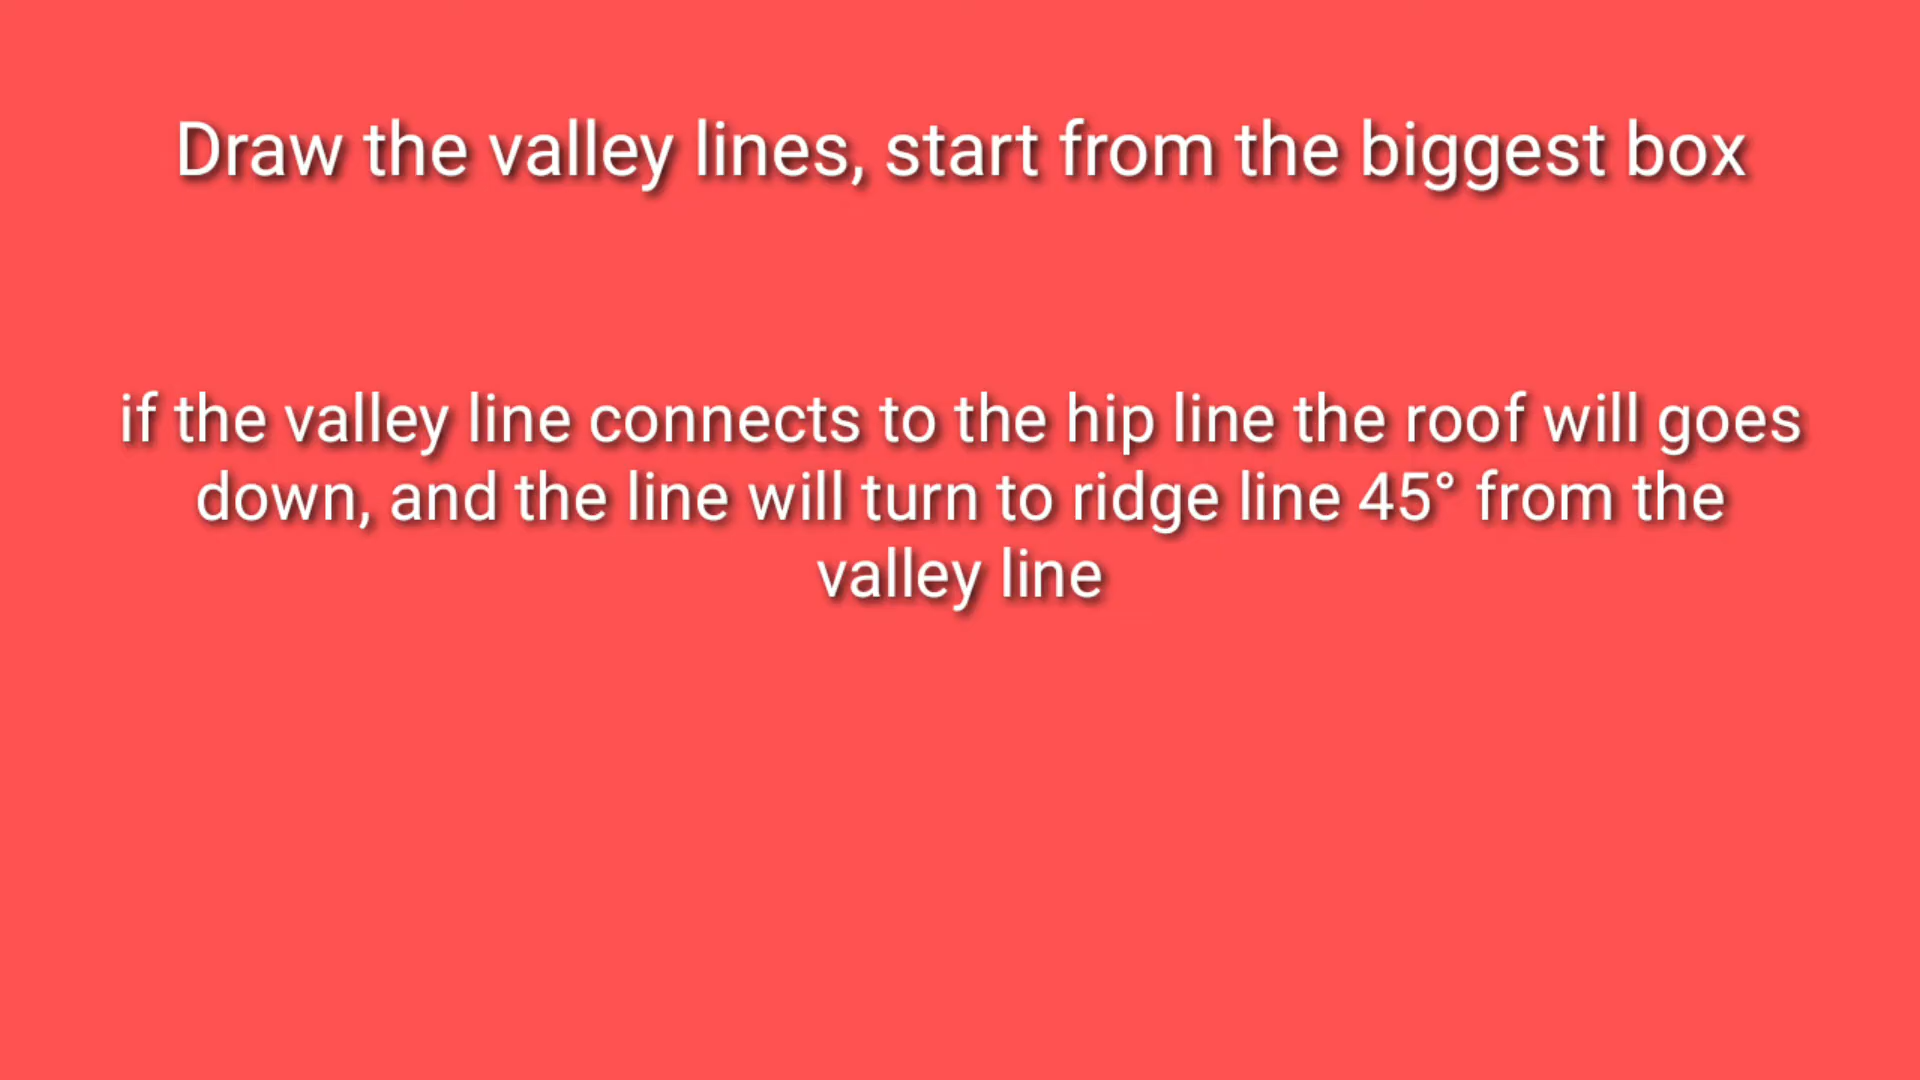 Draw the valley lines, start from the biggest box
if the valley line connects to the hip line the roof will goes
down, and the line will turn to ridge line 45° from the
valley line